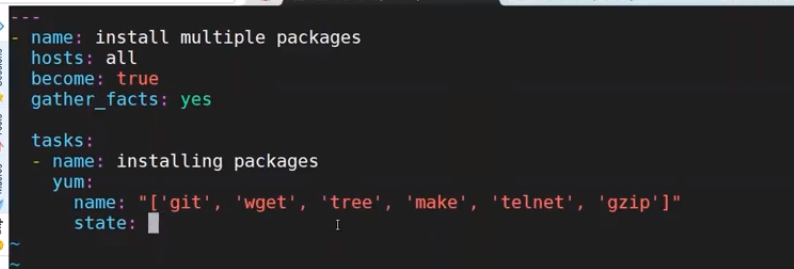 ---
- name: install multiple packages
  hosts: all
  become: true
  gather_facts: yes

  tasks:
  - name: installing packages
    yum:
      name: "['git', 'wget', 'tree', 'make', 'telnet', 'gzip']"
      state:
~
~